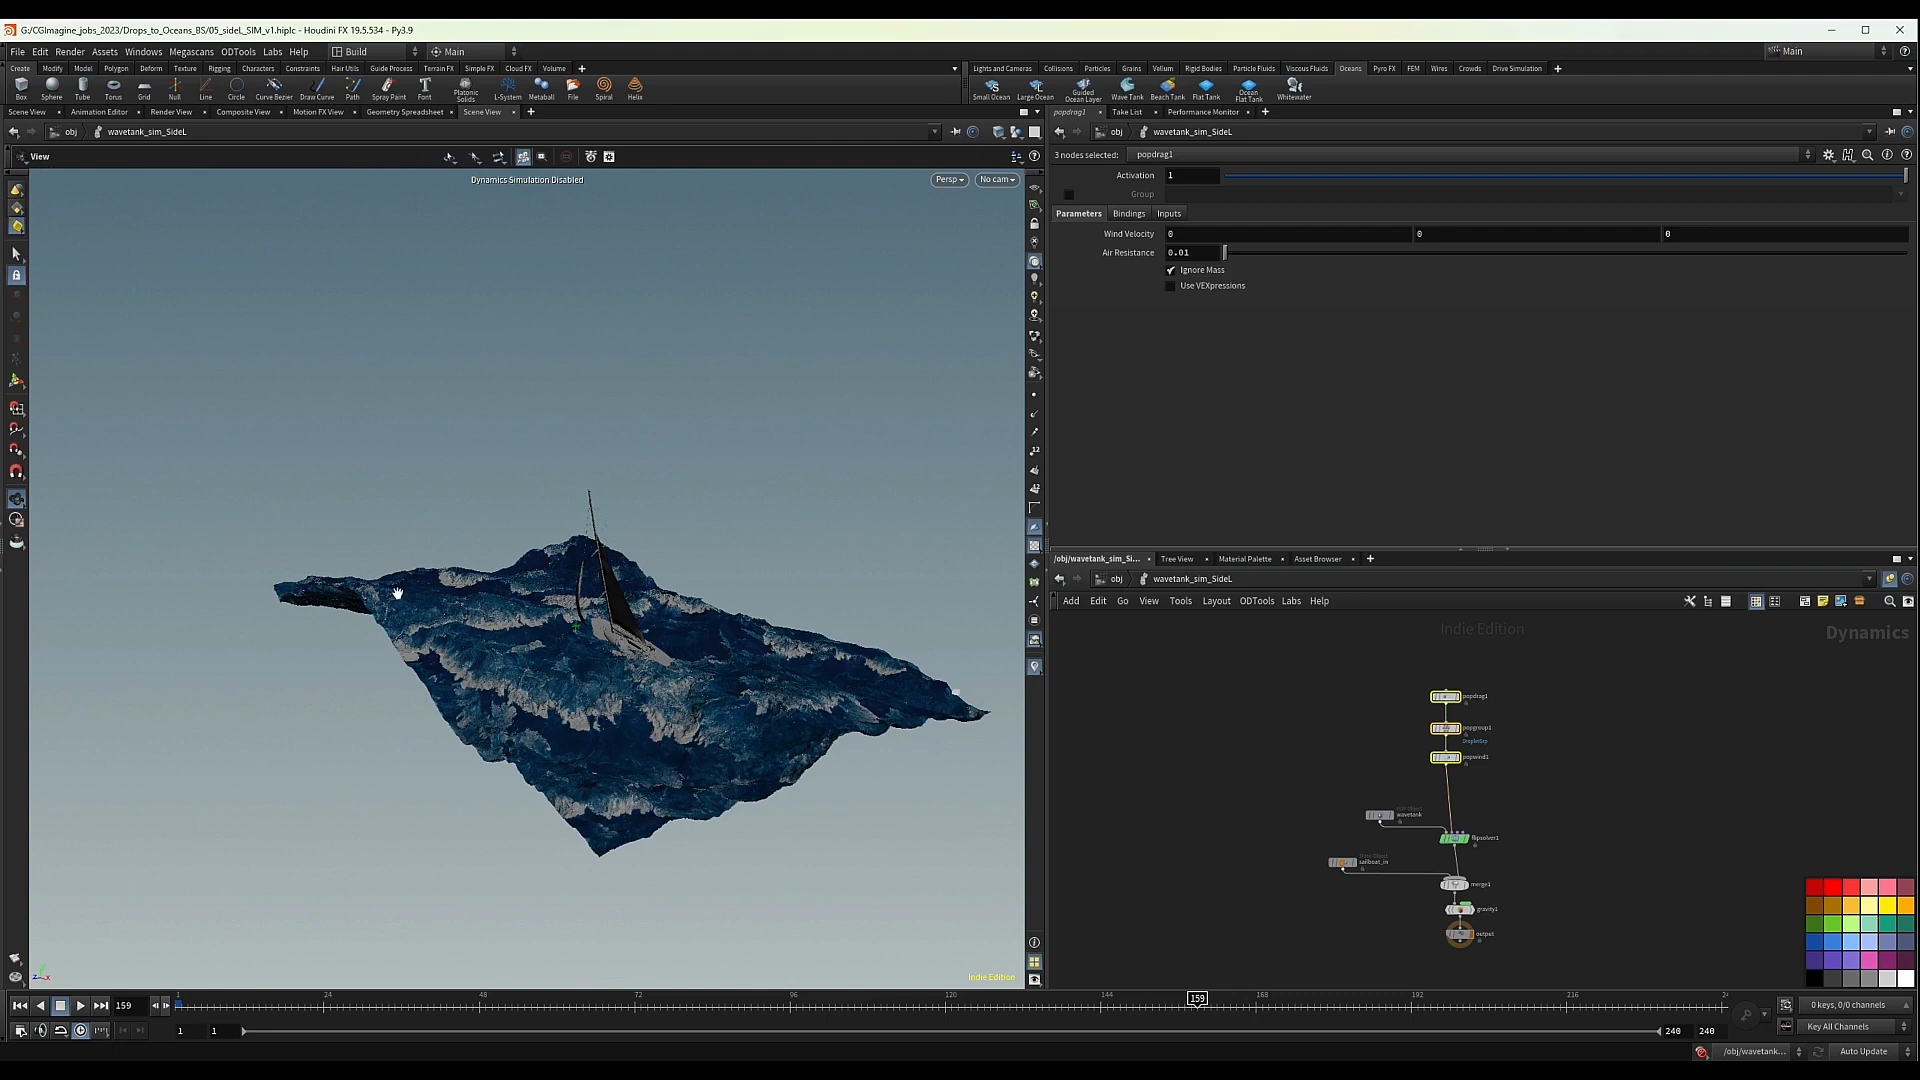 G:/CGImagine_jobs_2023/Drops_to_Oceans_BS/05_sideL_SIM_v1.hiplc - Houdini FX 19.5.534 - Py3.9
File Edit Render Assets Windows Megascans ODTools Labs Help Build Main Main
Create Modify Model Polygon Deform Texture Rigging Characters Constraints Hair Utils Guide Process Terrain FX Simple FX Cloud FX Volume
Lights and Cameras Collisions Particles Grains Vellum Rigid Bodies Particle Fluids Viscous Fluids Oceans Pyro FX FEM Wires Crowds Drive Simulation
Box Sphere Tube Torus Grid Null Line Circle Curve Bezier Draw Curve Path Spray Paint Font Platonic Solids L-System Metaball File Spiral Helix
Small Ocean Large Ocean Guided Ocean Layer Wave Tank Beach Tank Flat Tank Ocean Flat Tank Whitewater
Scene View Animation Editor Render View Composite View Motion FX View Geometry Spreadsheet Scene View
popdrag1 Take List Performance Monitor
obj wavetank_sim_SideL
obj wavetank_sim_SideL
View
3 nodes selected: popdrag1
Dynamics Simulation Disabled
Persp No cam
Activation 1
Group
Parameters Bindings Inputs
Wind Velocity 0 0 0
Air Resistance 0.01
Ignore Mass
Use VEXpressions
/obj/wavetank_sim_Si... Tree View Material Palette Asset Browser
obj wavetank_sim_SideL
Add Edit Go View Tools Layout ODTools Labs Help
Indie Edition
Dynamics
popdrag1
popgroup1
popwind1
wavetank
flipsolver1
sailboat_in
merge1
gravity1
output
Indie Edition
159
1 24 48 72 96 120 144 159 168 192 216
0 keys, 0/0 channels
1 1 240 240
Key All Channels
/obj/wavetank... Auto Update